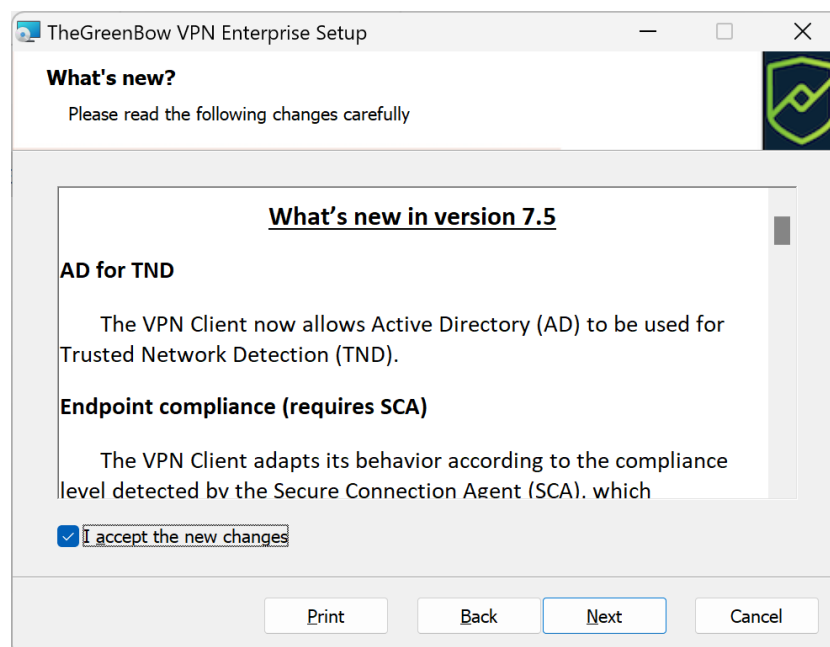 TheGreenBow VPN Enterprise Setup
What's new?
Please read the following changes carefully
What’s new in version 7.5
AD for TND
The VPN Client now allows Active Directory (AD) to be used for
Trusted Network Detection (TND).
Endpoint compliance (requires SCA)
The VPN Client adapts its behavior according to the compliance
level detected by the Secure Connection Agent (SCA), which
I accept the new changes
Print
Back
Next
Cancel